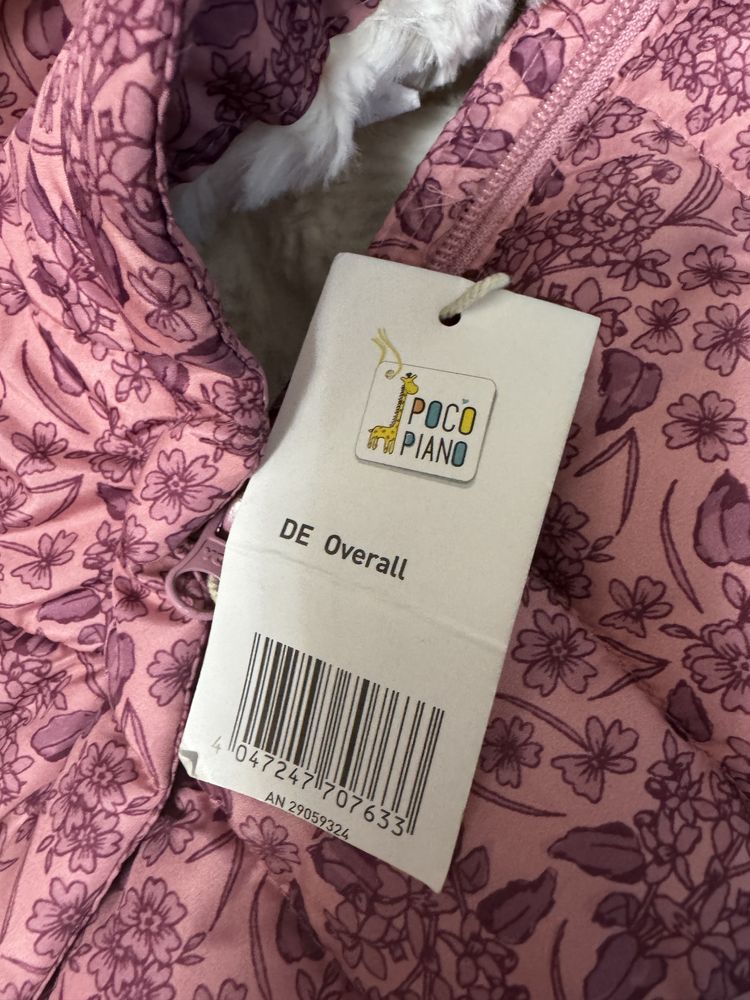 POCO
PIANO
DE Overall
4 047247 707633
AN 29059324